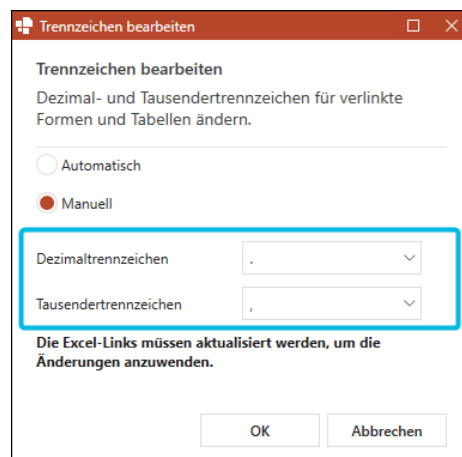 Trennzeichen bearbeiten
Trennzeichen bearbeiten
Dezimal- und Tausendertrennzeichen für verlinkte
Formen und Tabellen ändern.
Automatisch
Manuell
Dezimaltrennzeichen .
Tausendertrennzeichen ,
Die Excel-Links müssen aktualisiert werden, um die
Änderungen anzuwenden.
OK Abbrechen